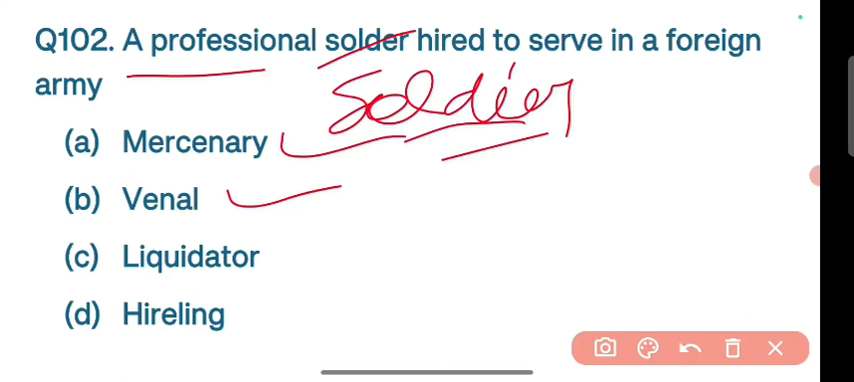 Q102. A professional solder hired to serve in a foreign
army
Soldier
(a) Mercenary
(b) Venal
(c) Liquidator
(d) Hireling